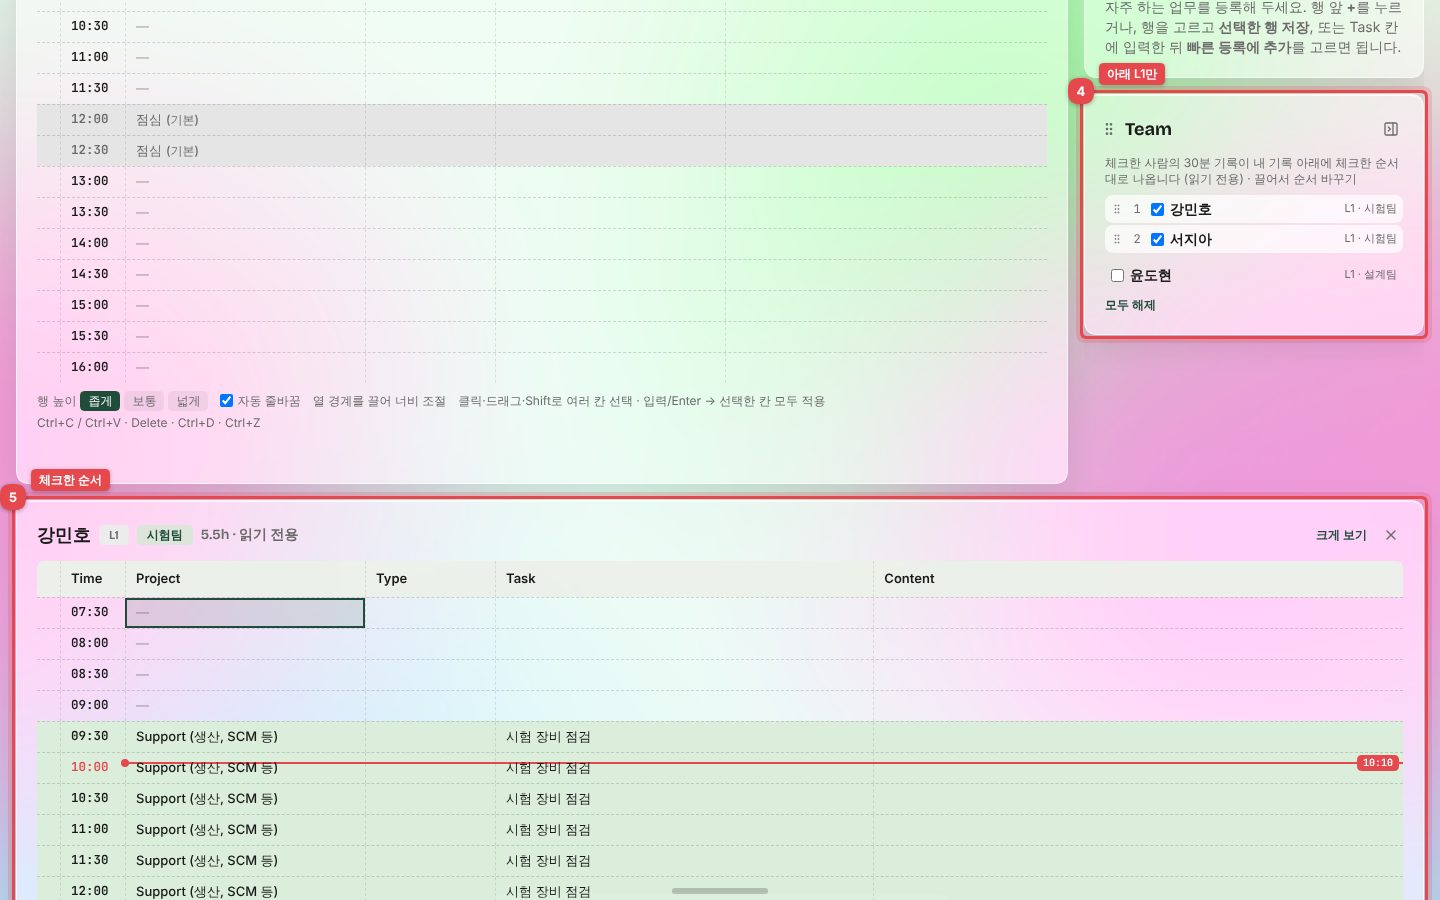 10:30 —
11:00 —
11:30 —
12:00 점심 (기본)
12:30 점심 (기본)
13:00 —
13:30 —
14:00 —
14:30 —
15:00 —
15:30 —
16:00 —
행 높이 좁게 보통 넓게 자동 줄바꿈 열 경계를 끌어 너비 조절 클릭·드래그·Shift로 여러 칸 선택 · 입력/Enter → 선택한 칸 모두 적용
Ctrl+C / Ctrl+V · Delete · Ctrl+D · Ctrl+Z
자주 하는 업무를 등록해 두세요. 행 앞 +를 누르
거나, 행을 고르고 선택한 행 저장, 또는 Task 칸
에 입력한 뒤 빠른 등록에 추가를 고르면 됩니다.
아래 L1만
4
Team
체크한 사람의 30분 기록이 내 기록 아래에 체크한 순서
대로 나옵니다 (읽기 전용) · 끌어서 순서 바꾸기
1 강민호 L1 · 시험팀
2 서지아 L1 · 시험팀
윤도현 L1 · 설계팀
모두 해제
체크한 순서
5
강민호 L1 시험팀 5.5h · 읽기 전용 크게 보기
Time Project Type Task Content
07:30 —
08:00 —
08:30 —
09:00 —
09:30 Support (생산, SCM 등) 시험 장비 점검
10:00 Support (생산, SCM 등) 시험 장비 점검 10:10
10:30 Support (생산, SCM 등) 시험 장비 점검
11:00 Support (생산, SCM 등) 시험 장비 점검
11:30 Support (생산, SCM 등) 시험 장비 점검
12:00 Support (생산, SCM 등) 시험 장비 점검